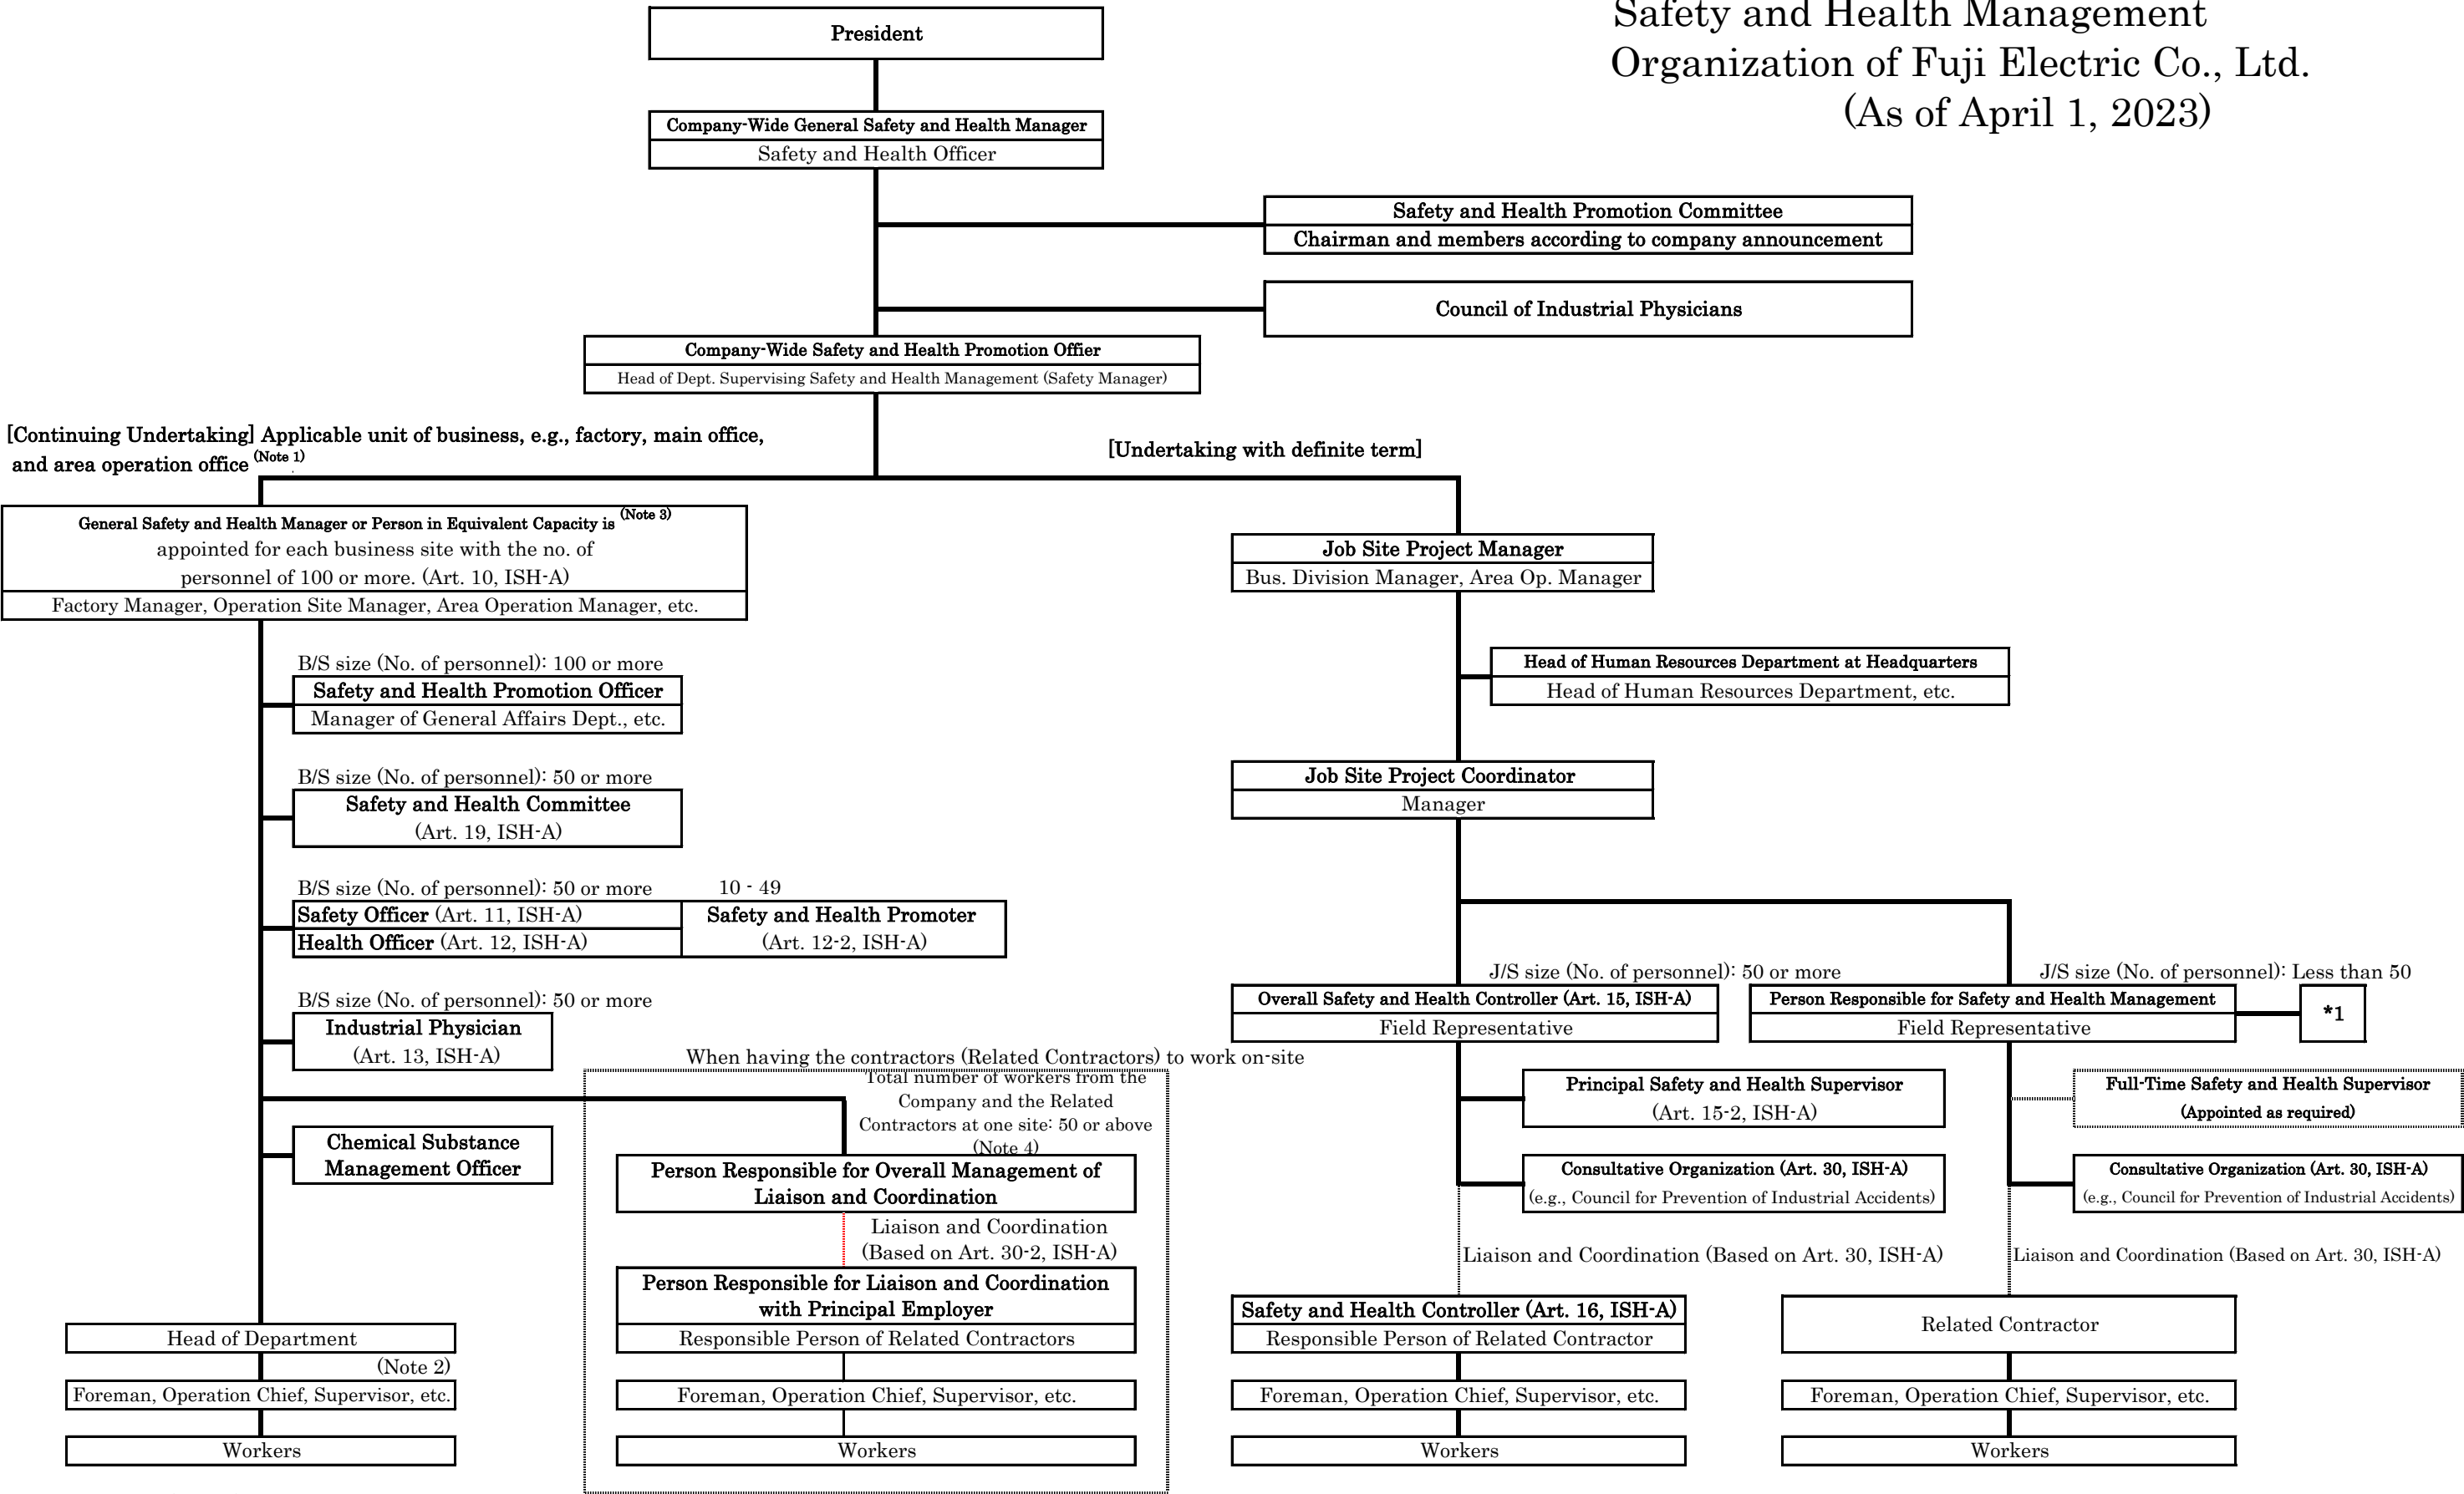 Safety and Health Management
Organization of Fuji Electric Co., Ltd.
(As of April 1, 2023)
President
Company-Wide General Safety and Health Manager
Safety and Health Officer
Safety and Health Promotion Committee
Chairman and members according to company announcement
Council of Industrial Physicians
Company-Wide Safety and Health Promotion Offier
Head of Dept. Supervising Safety and Health Management (Safety Manager)
[Continuing Undertaking] Applicable unit of business, e.g., factory, main office,
and area operation office (Note 1)
[Undertaking with definite term]
General Safety and Health Manager or Person in Equivalent Capacity is (Note 3)
appointed for each business site with the no. of
personnel of 100 or more. (Art. 10, ISH-A)
Factory Manager, Operation Site Manager, Area Operation Manager, etc.
Job Site Project Manager
Bus. Division Manager, Area Op. Manager
B/S size (No. of personnel): 100 or more
Safety and Health Promotion Officer
Manager of General Affairs Dept., etc.
Head of Human Resources Department at Headquarters
Head of Human Resources Department, etc.
B/S size (No. of personnel): 50 or more
Safety and Health Committee
(Art. 19, ISH-A)
Job Site Project Coordinator
Manager
B/S size (No. of personnel): 50 or more
10 - 49
Safety Officer (Art. 11, ISH-A)
Health Officer (Art. 12, ISH-A)
Safety and Health Promoter
(Art. 12-2, ISH-A)
B/S size (No. of personnel): 50 or more
Industrial Physician
(Art. 13, ISH-A)
J/S size (No. of personnel): 50 or more
Overall Safety and Health Controller (Art. 15, ISH-A)
Field Representative
J/S size (No. of personnel): Less than 50
Person Responsible for Safety and Health Management
Field Representative
*1
When having the contractors (Related Contractors) to work on-site
Total number of workers from the
Company and the Related
Contractors at one site: 50 or above
(Note 4)
Principal Safety and Health Supervisor
(Art. 15-2, ISH-A)
Full-Time Safety and Health Supervisor
(Appointed as required)
Chemical Substance
Management Officer
Person Responsible for Overall Management of
Liaison and Coordination
Consultative Organization (Art. 30, ISH-A)
(e.g., Council for Prevention of Industrial Accidents)
Consultative Organization (Art. 30, ISH-A)
(e.g., Council for Prevention of Industrial Accidents)
Liaison and Coordination
(Based on Art. 30-2, ISH-A)
Liaison and Coordination (Based on Art. 30, ISH-A)
Liaison and Coordination (Based on Art. 30, ISH-A)
Person Responsible for Liaison and Coordination
with Principal Employer
Responsible Person of Related Contractors
Safety and Health Controller (Art. 16, ISH-A)
Responsible Person of Related Contractor
Related Contractor
Head of Department
(Note 2)
Foreman, Operation Chief, Supervisor, etc.
Foreman, Operation Chief, Supervisor, etc.
Foreman, Operation Chief, Supervisor, etc.
Foreman, Operation Chief, Supervisor, etc.
Workers
Workers
Workers
Workers